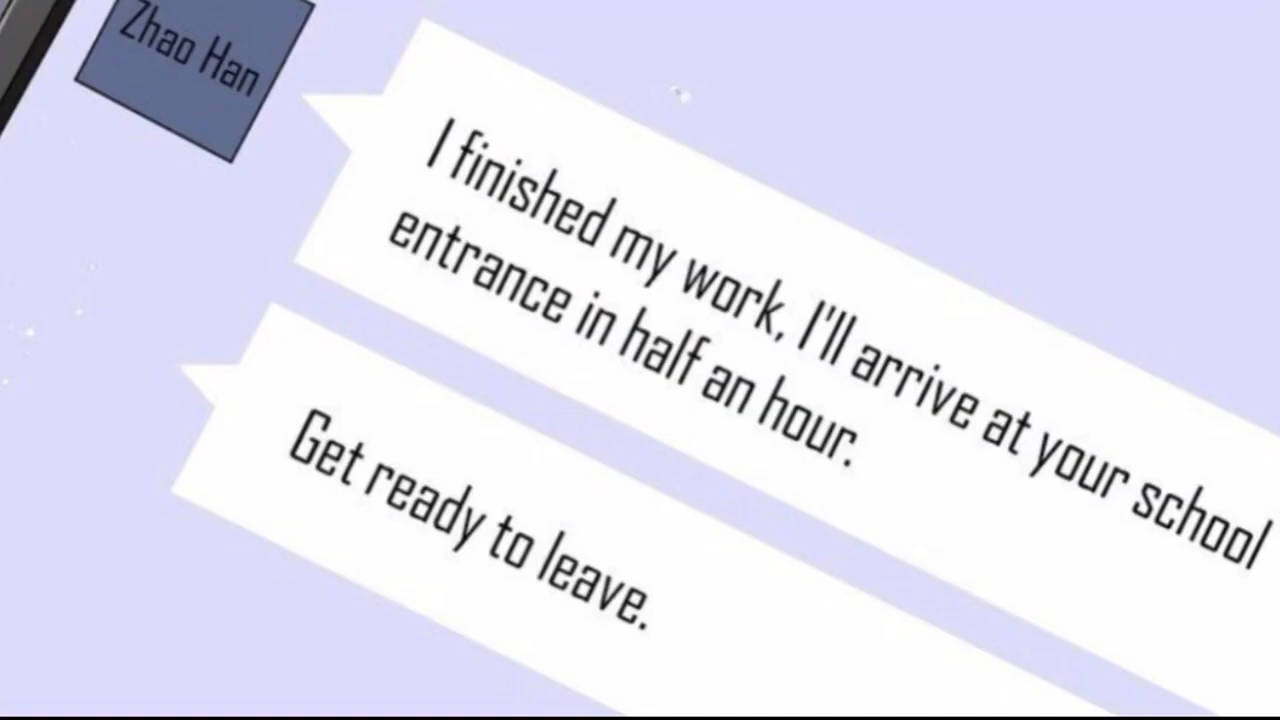 Zhao Han
I finished my work, I'll arrive at your school
entrance in half an hour.
Get ready to leave.